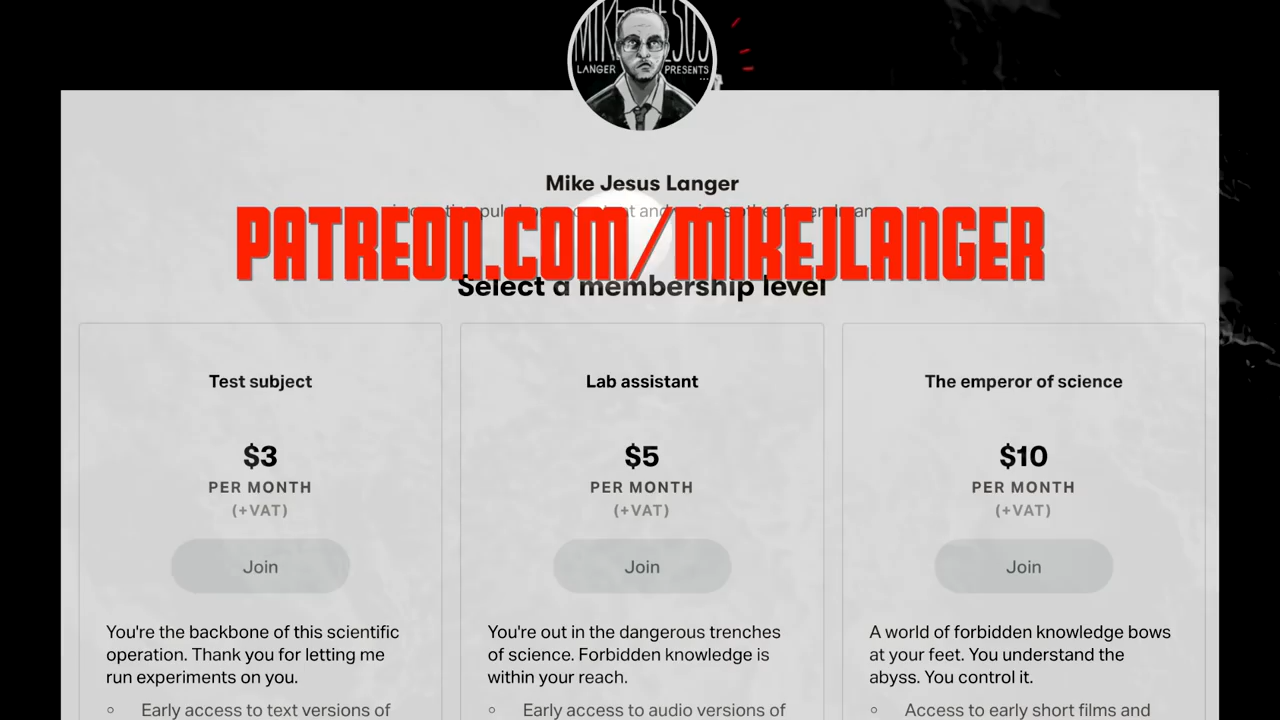 MIKE JESUS
LANGER PRESENTS
...
Mike Jesus Langer
PATREON.COM/MIKEJLANGER
Select a membership level
Test subject
$3
PER MONTH
(+VAT)
Join
You're the backbone of this scientific
operation. Thank you for letting me
run experiments on you.
Early access to text versions of
Lab assistant
$5
PER MONTH
(+VAT)
Join
You're out in the dangerous trenches
of science. Forbidden knowledge is
within your reach.
Early access to audio versions of
The emperor of science
$10
PER MONTH
(+VAT)
Join
A world of forbidden knowledge bows
at your feet. You understand the
abyss. You control it.
Access to early short films and